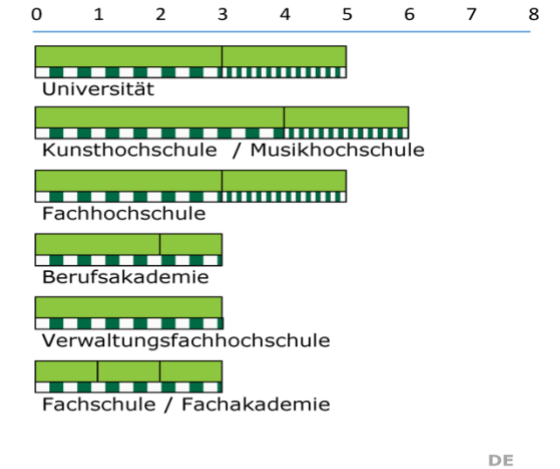 0 1 2 3 4 5 6 7 8
Universität
Kunsthochschule / Musikhochschule
Fachhochschule
Berufsakademie
Verwaltungsfachhochschule
Fachschule / Fachakademie
DE